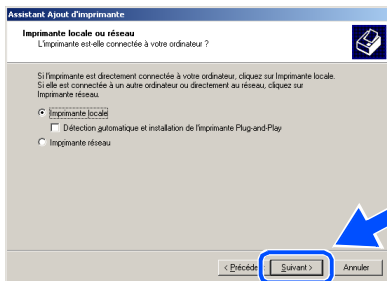 Assistant Ajout d'imprimante
Imprimante locale ou réseau
L'imprimante est-elle connectée à votre ordinateur ?
Si l'imprimante est directement connectée à votre ordinateur, cliquez sur Imprimante locale.
Si elle est connectée à un autre ordinateur ou directement au réseau, cliquez sur
Imprimante réseau.
Imprimante locale
Détection automatique et installation de l'imprimante Plug-and-Play
Imprimante réseau
< Précéde
Suivant >
Annuler